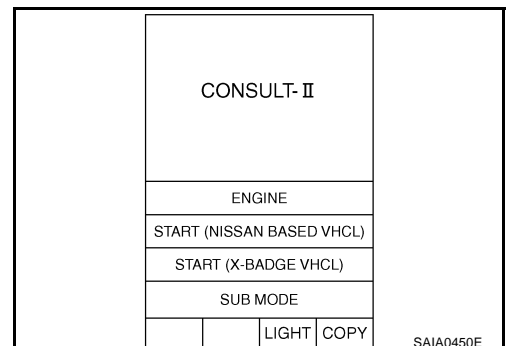 CONSULT-II
ENGINE
START (NISSAN BASED VHCL)
START (X-BADGE VHCL)
SUB MODE
LIGHT COPY
SAIA0450E